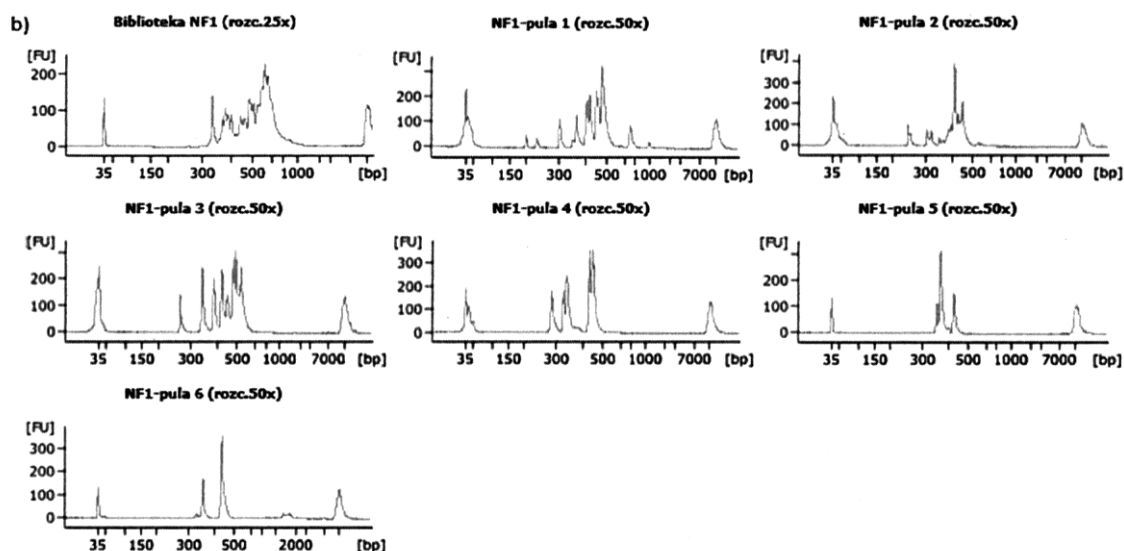 b)
Biblioteka NF1 (rozc.25x)
[FU]
200
100
0
35 150 300 500 1000 [bp]
NF1-pula 1 (rozc.50x)
[FU]
200
100
0
35 150 300 500 1000 7000 [bp]
NF1-pula 2 (rozc.50x)
[FU]
300
200
100
0
35 150 300 500 1000 7000 [bp]
NF1-pula 3 (rozc.50x)
[FU]
200
100
0
35 150 300 500 1000 7000 [bp]
NF1-pula 4 (rozc.50x)
[FU]
300
200
100
0
35 150 300 500 1000 7000 [bp]
NF1-pula 5 (rozc.50x)
[FU]
200
100
0
35 150 300 500 1000 7000 [bp]
NF1-pula 6 (rozc.50x)
[FU]
300
200
100
0
35 150 300 500 2000 [bp]